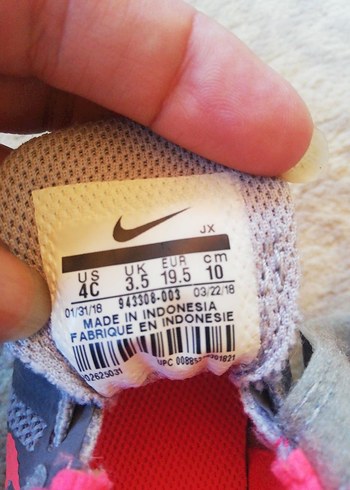 JX
US UK EUR cm
4C 3.5 19.5 10
01/31/18 943308-003 03/22/18
MADE IN INDONESIA
FABRIQUE EN INDONESIE